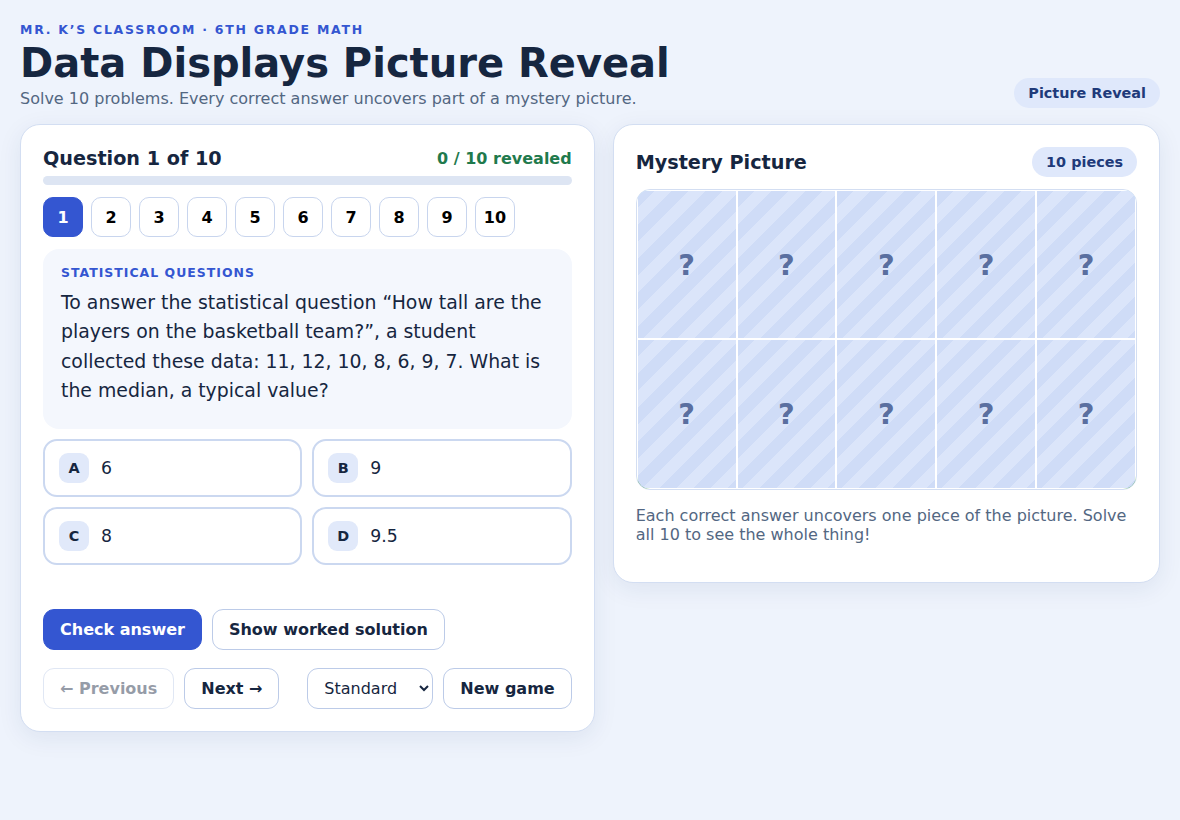 MR. K’S CLASSROOM · 6TH GRADE MATH
Data Displays Picture Reveal
Solve 10 problems. Every correct answer uncovers part of a mystery picture.
Picture Reveal
Question 1 of 10
0 / 10 revealed
1 2 3 4 5 6 7 8 9 10
STATISTICAL QUESTIONS
To answer the statistical question “How tall are the
players on the basketball team?”, a student
collected these data: 11, 12, 10, 8, 6, 9, 7. What is
the median, a typical value?
A 6
B 9
C 8
D 9.5
Check answer
Show worked solution
← Previous
Next →
Standard
New game
Mystery Picture
10 pieces
? ? ? ? ?
? ? ? ? ?
Each correct answer uncovers one piece of the picture. Solve
all 10 to see the whole thing!